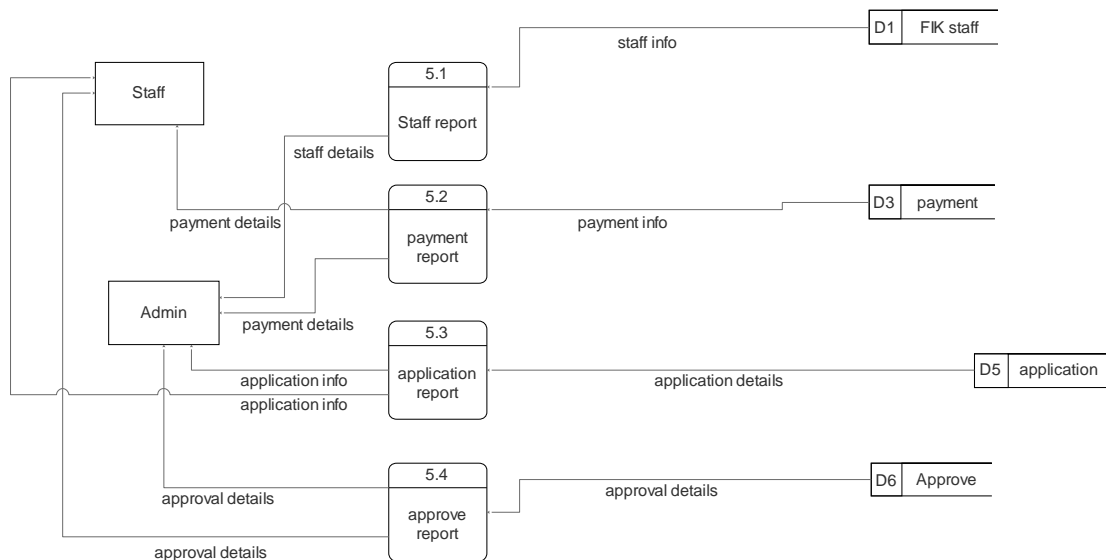 D1 FIK staff
staff info
5.1
Staff
Staff report
staff details
5.2
D3 payment
payment details
payment info
payment
report
Admin
payment details
5.3
application info
application
report
application details
D5 application
application info
5.4
D6 Approve
approval details
approval details
approve
report
approval details